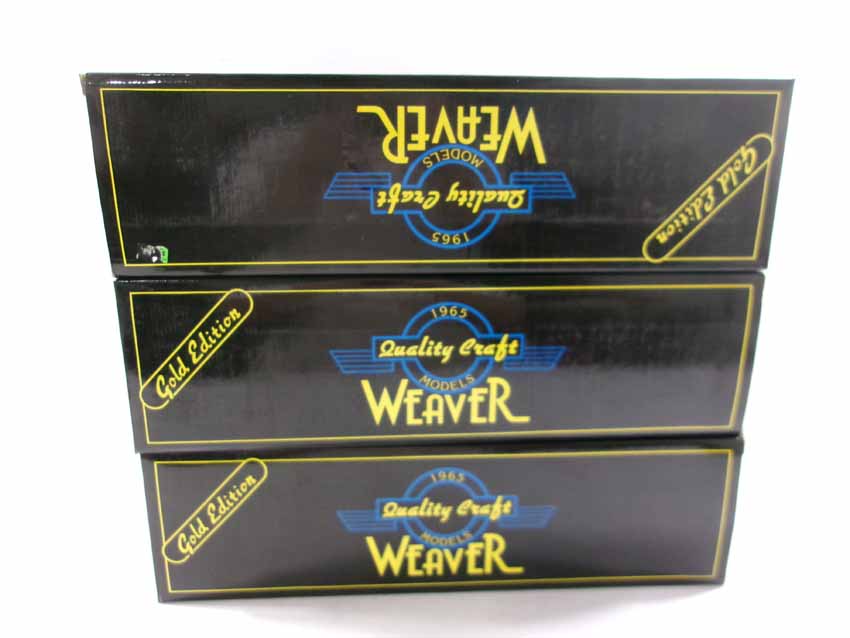 WEAVER
MODELS
Quality Craft
1965
Gold Edition
Gold Edition
1965
Quality Craft
MODELS
WEAVER
Gold Edition
1965
Quality Craft
MODELS
WEAVER